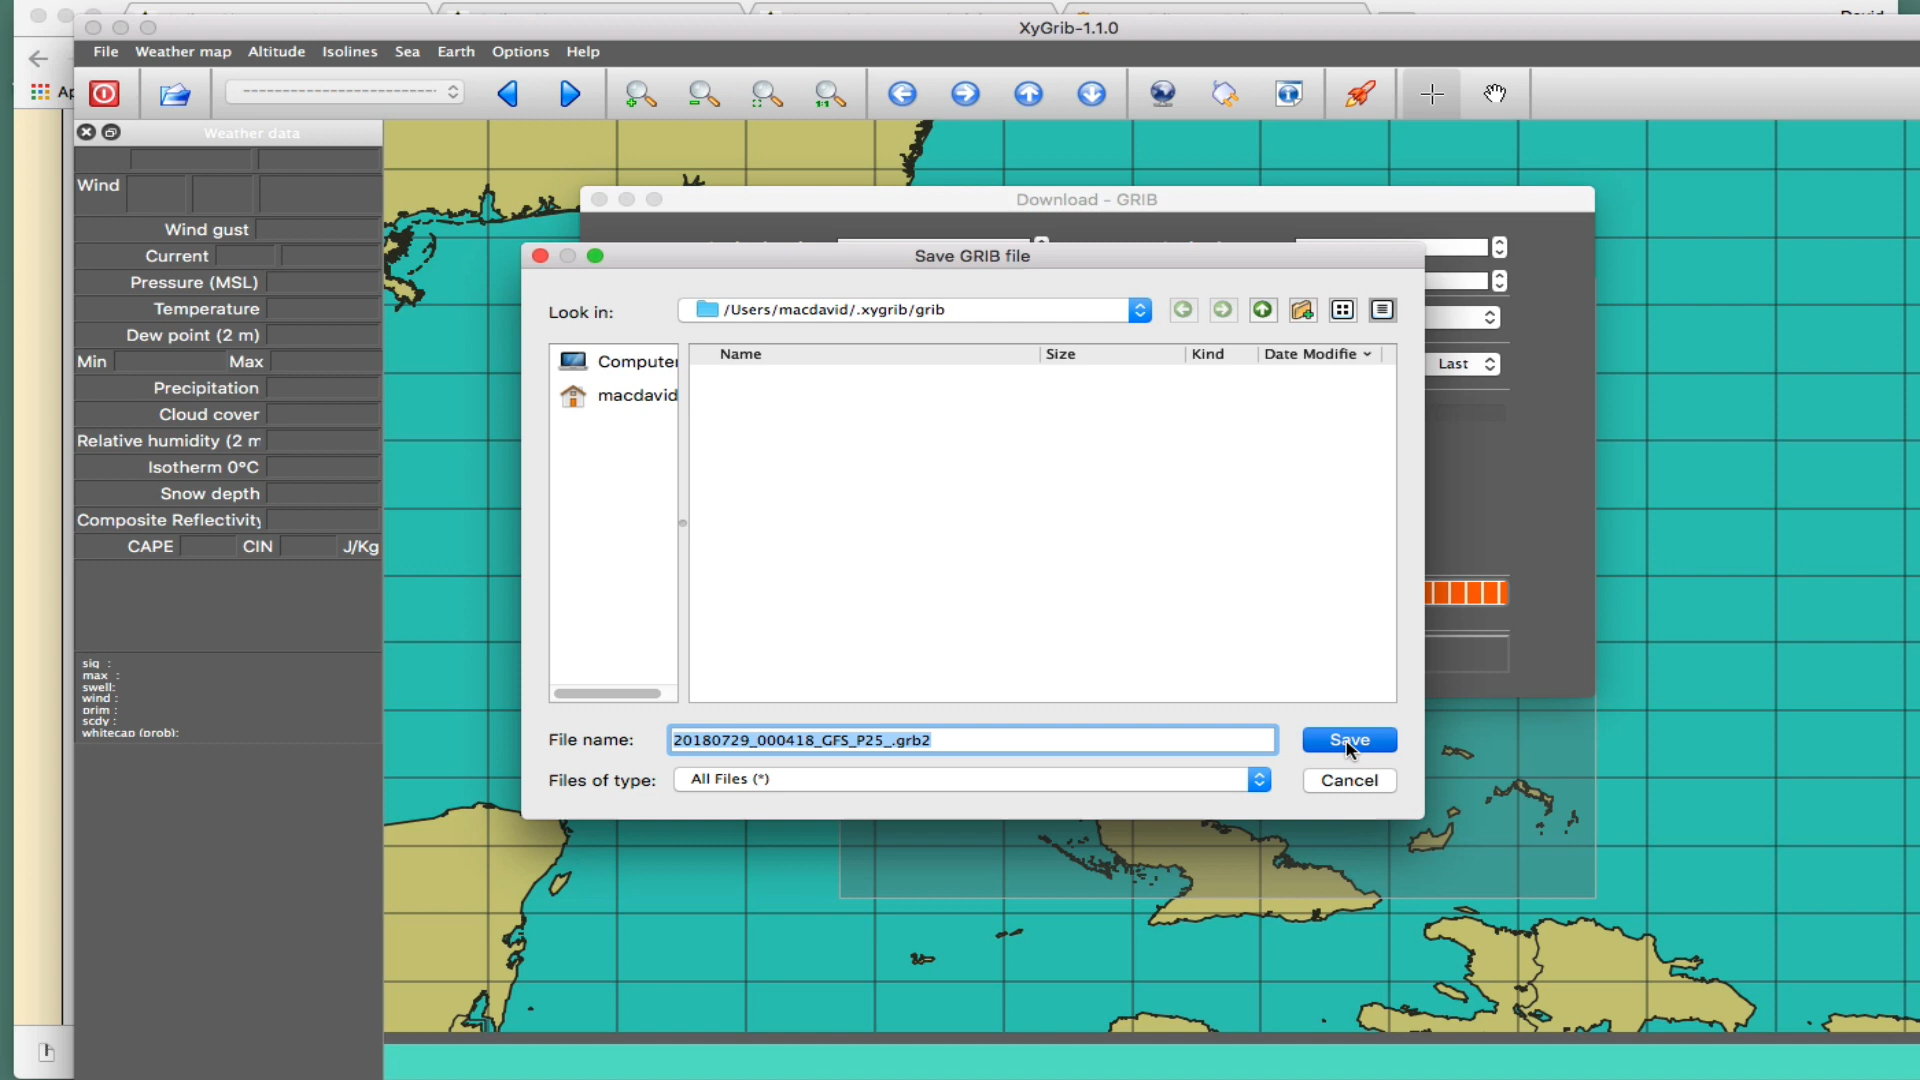 XyGrib-1.1.0
File Weather map Altitude Isolines Sea Earth Options Help
Weather data
Wind
Wind gust
Current
Pressure (MSL)
Temperature
Dew point (2 m)
Min Max
Precipitation
Cloud cover
Relative humidity (2 m
Isotherm 0°C
Snow depth
Composite Reflectivity
CAPE CIN J/Kg
sig :
max :
swell:
wind :
prim :
scdy :
whitecap (prob):
Download - GRIB
Last
Save GRIB file
Look in: /Users/macdavid/.xygrib/grib
Computer
macdavid
Name Size Kind Date Modifie
File name: 20180729_000418_GFS_P25_.grb2 Save
Files of type: All Files (*) Cancel